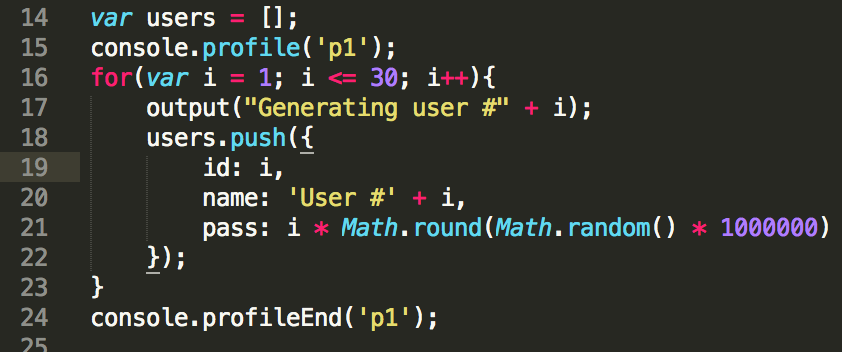 14 var users = [];
15 console.profile('p1');
16 for(var i = 1; i <= 30; i++){
17     output("Generating user #" + i);
18     users.push({
19         id: i,
20         name: 'User #' + i,
21         pass: i * Math.round(Math.random() * 1000000)
22     });
23 }
24 console.profileEnd('p1');
25